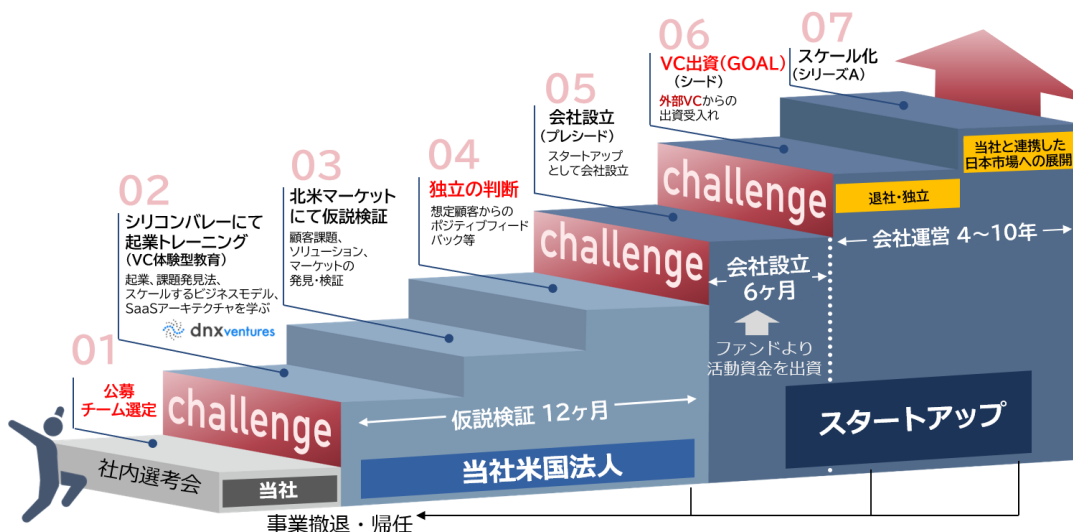 01
公募
チーム選定
社内選考会
当社
challenge
02
シリコンバレーにて
起業トレーニング
(VC体験型教育)
起業、課題発見法、
スケールするビジネスモデル、
SaaSアーキテクチャを学ぶ
dnxventures
03
北米マーケット
にて仮説検証
顧客課題、
ソリューション、
マーケットの
発見・検証
04
独立の判断
想定顧客からの
ポジティブフィード
バック等
仮説検証 12ヶ月
当社米国法人
challenge
05
会社設立
(プレシード)
スタートアップ
として会社設立
会社設立
6ヶ月
ファンドより
活動資金を出資
challenge
06
VC出資(GOAL)
(シード)
外部VCからの
出資受入れ
退社・独立
07
スケール化
(シリーズA)
当社と連携した
日本市場への展開
会社運営 4～10年
スタートアップ
事業撤退・帰任